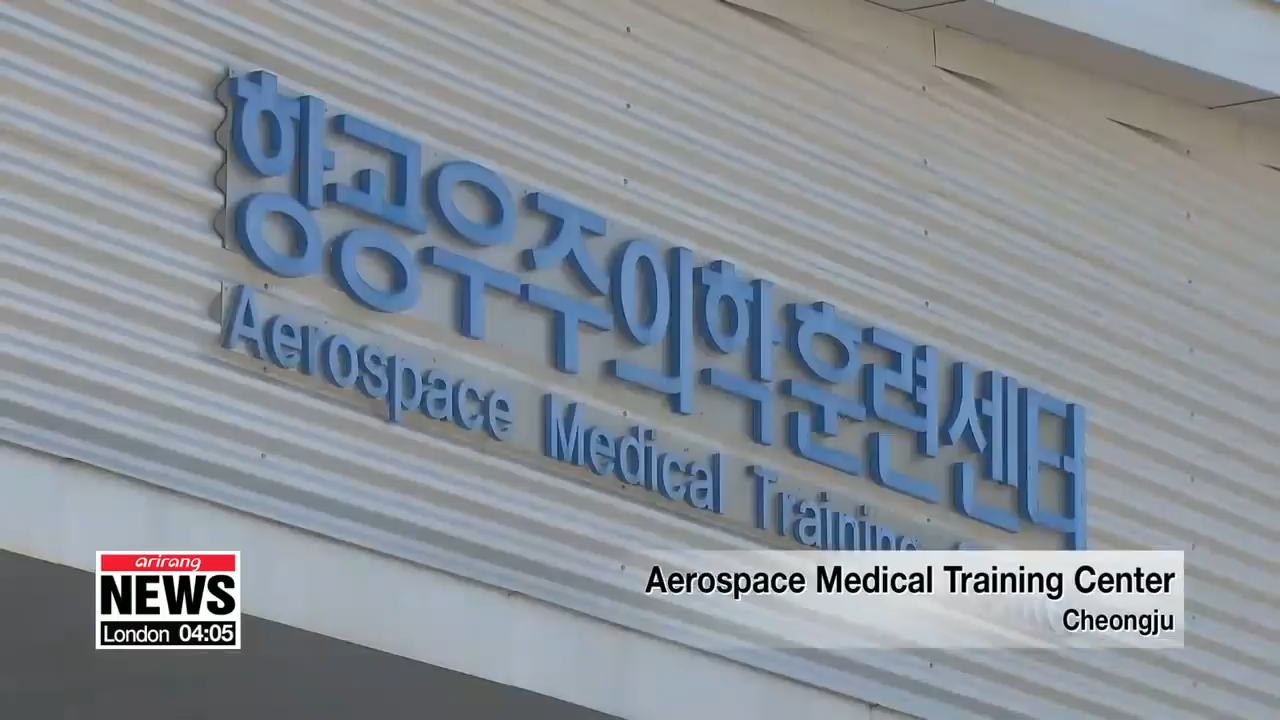 항공우주의학훈련센터
Aerospace Medical Training
Aerospace Medical Training Center
Cheongju
arirang
NEWS
London 04:05